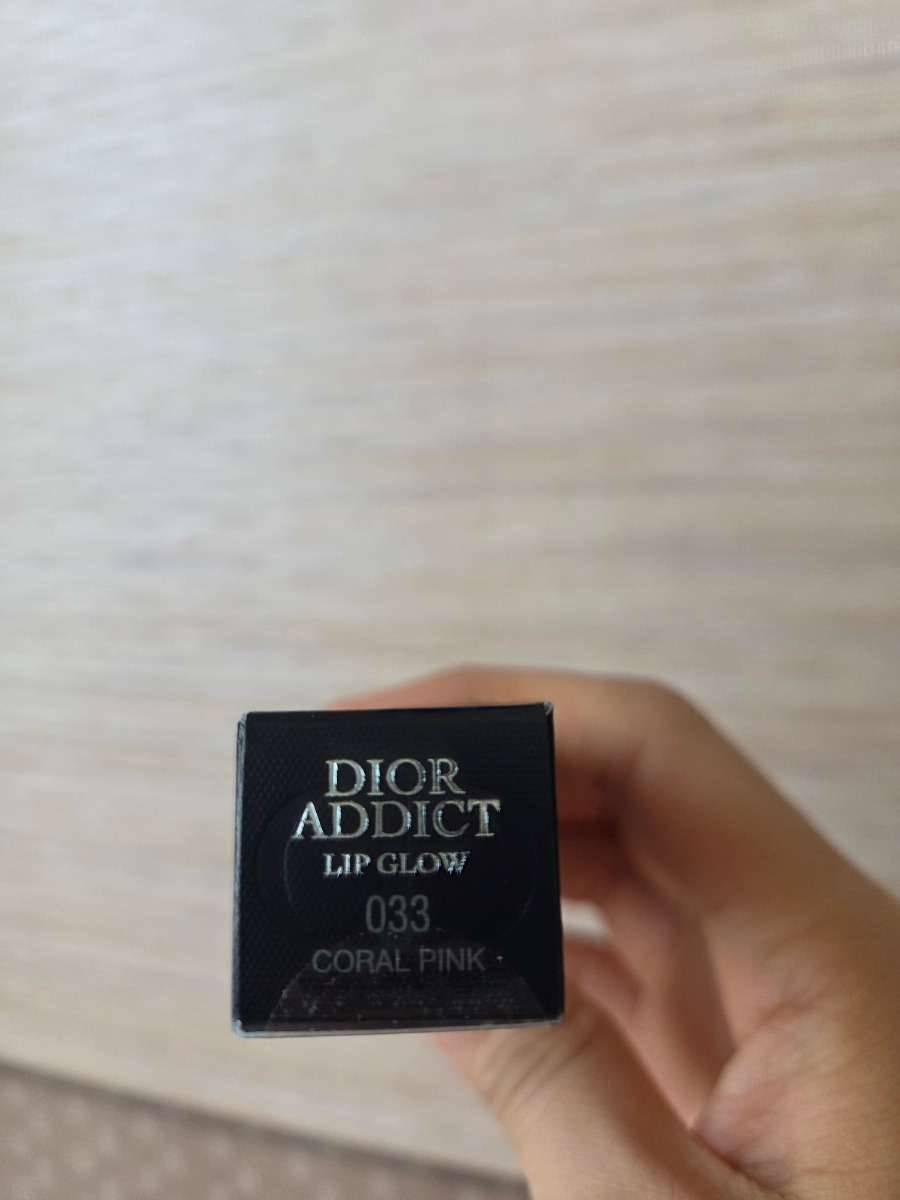 DIOR
ADDICT
LIP GLOW
033
CORAL PINK